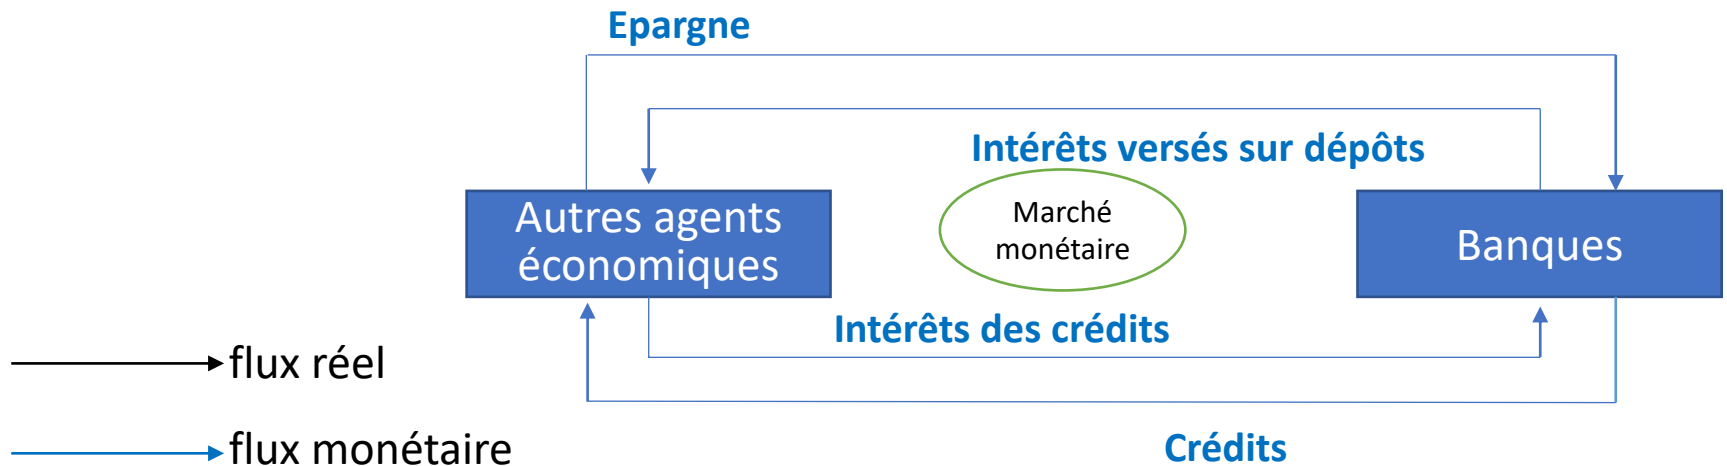 Epargne
Intérêts versés sur dépôts
Autres agents
économiques
Marché
monétaire
Banques
Intérêts des crédits
flux réel
flux monétaire
Crédits